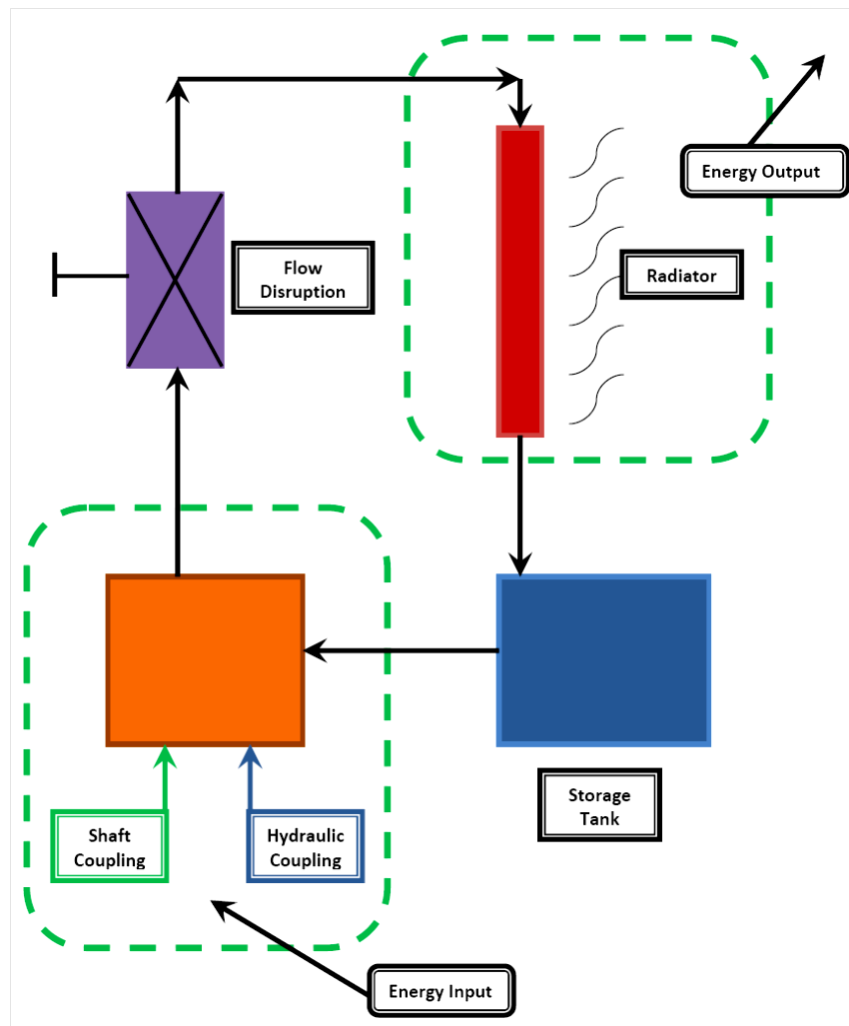 Energy Output
Flow
Disruption
Radiator
Storage
Tank
Shaft
Coupling
Hydraulic
Coupling
Energy Input